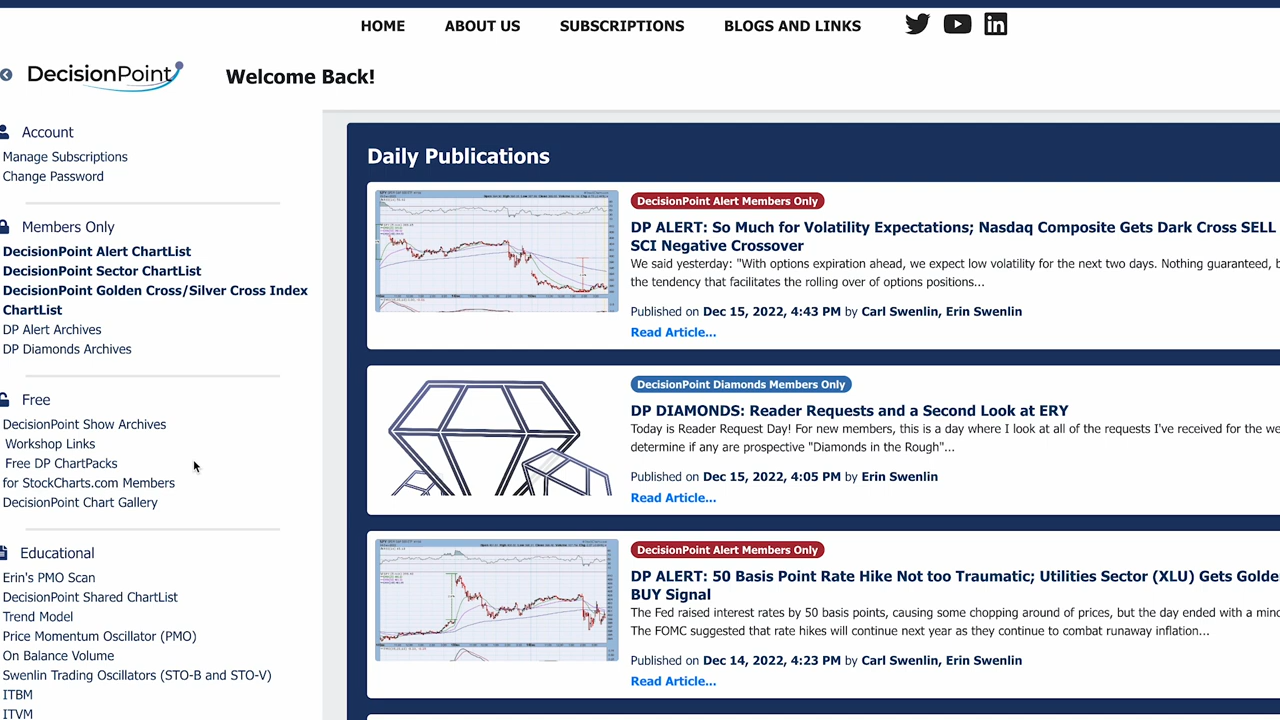 HOME ABOUT US SUBSCRIPTIONS BLOGS AND LINKS
DecisionPoint
Welcome Back!
Account
Manage Subscriptions
Change Password
Members Only
DecisionPoint Alert ChartList
DecisionPoint Sector ChartList
DecisionPoint Golden Cross/Silver Cross Index
ChartList
DP Alert Archives
DP Diamonds Archives
Free
DecisionPoint Show Archives
Workshop Links
Free DP ChartPacks
for StockCharts.com Members
DecisionPoint Chart Gallery
Educational
Erin's PMO Scan
DecisionPoint Shared ChartList
Trend Model
Price Momentum Oscillator (PMO)
On Balance Volume
Swenlin Trading Oscillators (STO-B and STO-V)
ITBM
ITVM
Daily Publications
DecisionPoint Alert Members Only
DP ALERT: So Much for Volatility Expectations; Nasdaq Composite Gets Dark Cross SELL
SCI Negative Crossover
We said yesterday: "With options expiration ahead, we expect low volatility for the next two days. Nothing guaranteed,
the tendency that facilitates the rolling over of options positions...
Published on Dec 15, 2022, 4:43 PM by Carl Swenlin, Erin Swenlin
Read Article...
DecisionPoint Diamonds Members Only
DP DIAMONDS: Reader Requests and a Second Look at ERY
Today is Reader Request Day! For new members, this is a day where I look at all of the requests I've received for the we
determine if any are prospective "Diamonds in the Rough"...
Published on Dec 15, 2022, 4:05 PM by Erin Swenlin
Read Article...
DecisionPoint Alert Members Only
DP ALERT: 50 Basis Point Rate Hike Not too Traumatic; Utilities Sector (XLU) Gets Golde
BUY Signal
The Fed raised interest rates by 50 basis points, causing some chopping around of prices, but the day ended with a mino
The FOMC suggested that rate hikes will continue next year as they continue to combat runaway inflation...
Published on Dec 14, 2022, 4:23 PM by Carl Swenlin, Erin Swenlin
Read Article...